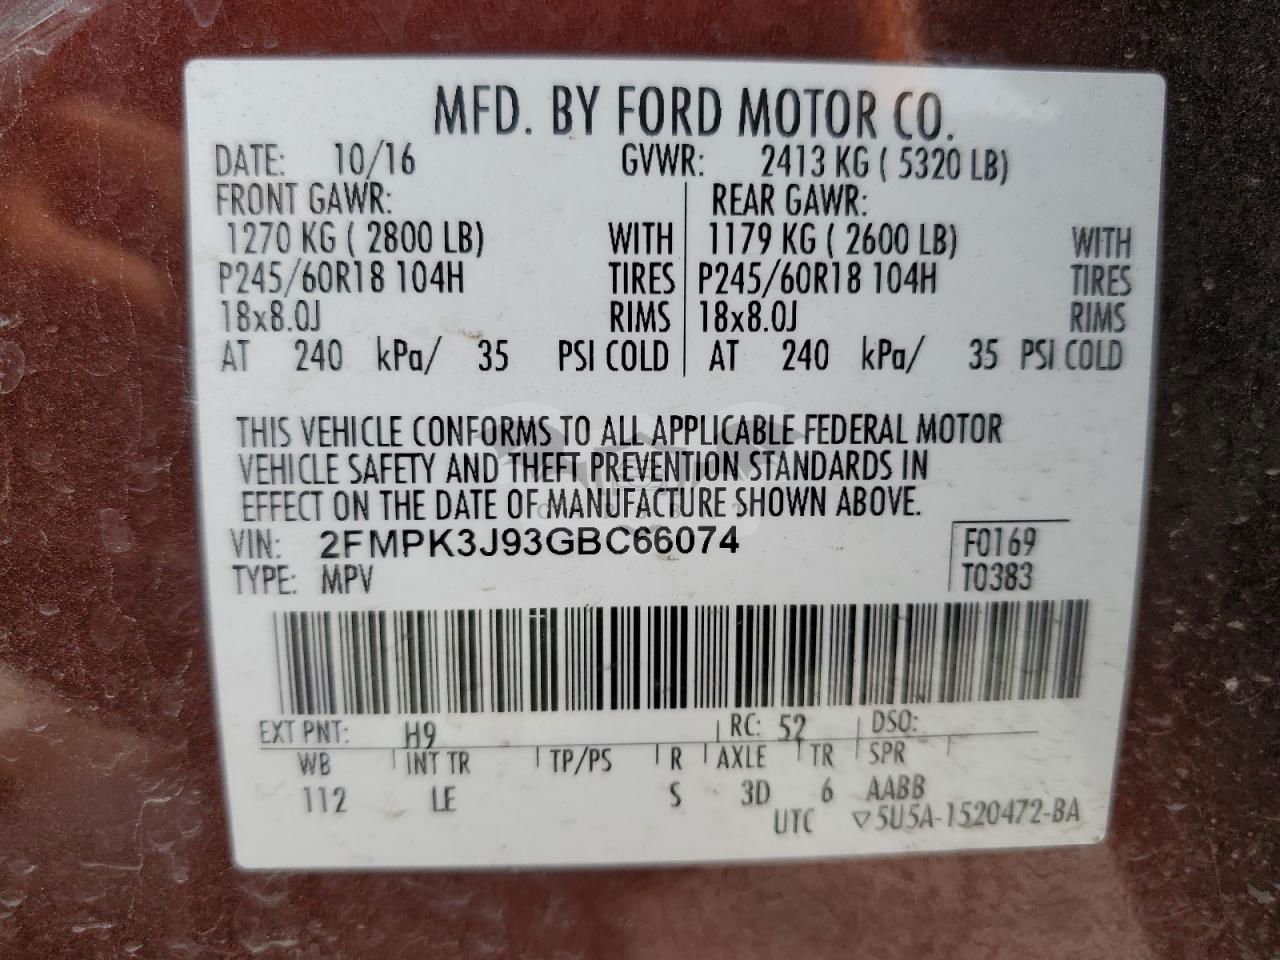 MFD. BY FORD MOTOR CO.
DATE: 10/16 GVWR: 2413 KG ( 5320 LB)
FRONT GAWR: REAR GAWR:
1270 KG ( 2800 LB) WITH 1179 KG ( 2600 LB) WITH
P245/60R18 104H TIRES P245/60R18 104H TIRES
18x8.0J RIMS 18x8.0J RIMS
AT 240 kPa/ 35 PSI COLD AT 240 kPa/ 35 PSI COLD
THIS VEHICLE CONFORMS TO ALL APPLICABLE FEDERAL MOTOR
VEHICLE SAFETY AND THEFT PREVENTION STANDARDS IN
EFFECT ON THE DATE OF MANUFACTURE SHOWN ABOVE.
VIN: 2FMPK3J93GBC66074 F0169
TYPE: MPV T0383
EXT PNT: H9 RC: 52 DSO:
WB INT TR TP/PS R AXLE TR SPR
112 LE S 3D 6 AABB
UTC ▽5U5A-1520472-BA